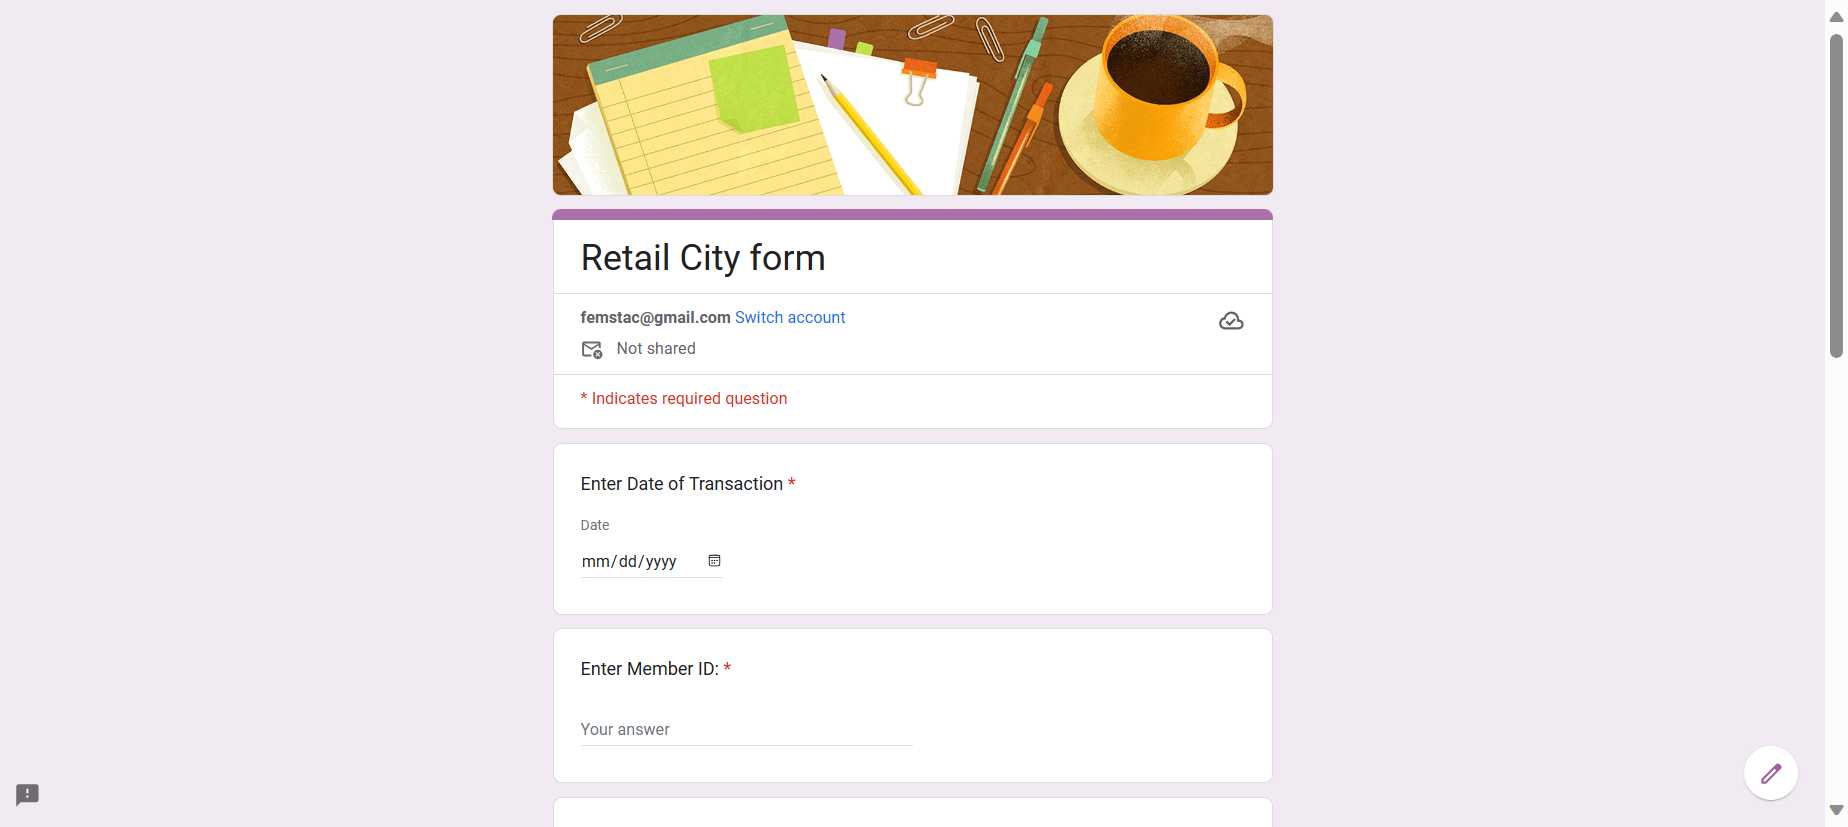 Retail City form
femstac@gmail.com Switch account
Not shared
* Indicates required question
Enter Date of Transaction *
Date
mm/dd/yyyy
Enter Member ID: *
Your answer